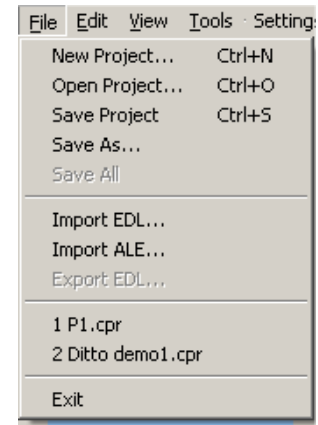 File Edit View Tools Setting
New Project... Ctrl+N
Open Project... Ctrl+O
Save Project Ctrl+S
Save As...
Save All
Import EDL...
Import ALE...
Export EDL...
1 P1.cpr
2 Ditto demo1.cpr
Exit